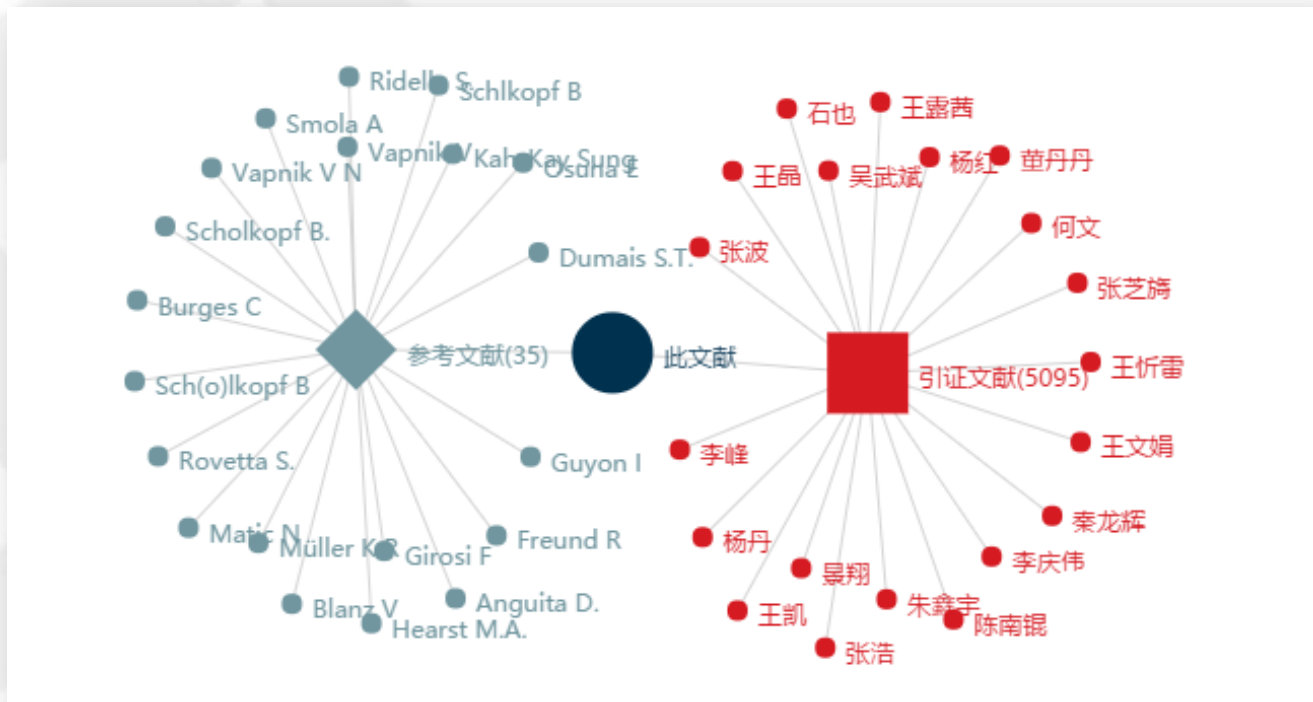 Ridella S.
Schlkopf B
Smola A
Vapnik V
Kah-Kay Sung
Osuna E
Vapnik V N
Scholkopf B.
Dumais S.T.
Burges C
参考文献(35)
Sch(o)lkopf B
Rovetta S.
Guyon I
Matic N
Müller K R
Girosi F
Freund R
Blanz V
Hearst M.A.
Anguita D.
此文献
石也
王露茜
王晶
吴武斌
杨红
董丹丹
何文
张波
张芝旖
王忻雷
引证文献(5095)
王文娟
李峰
秦龙辉
杨丹
景翔
李庆伟
王凯
朱鑫宇
陈南锟
张浩